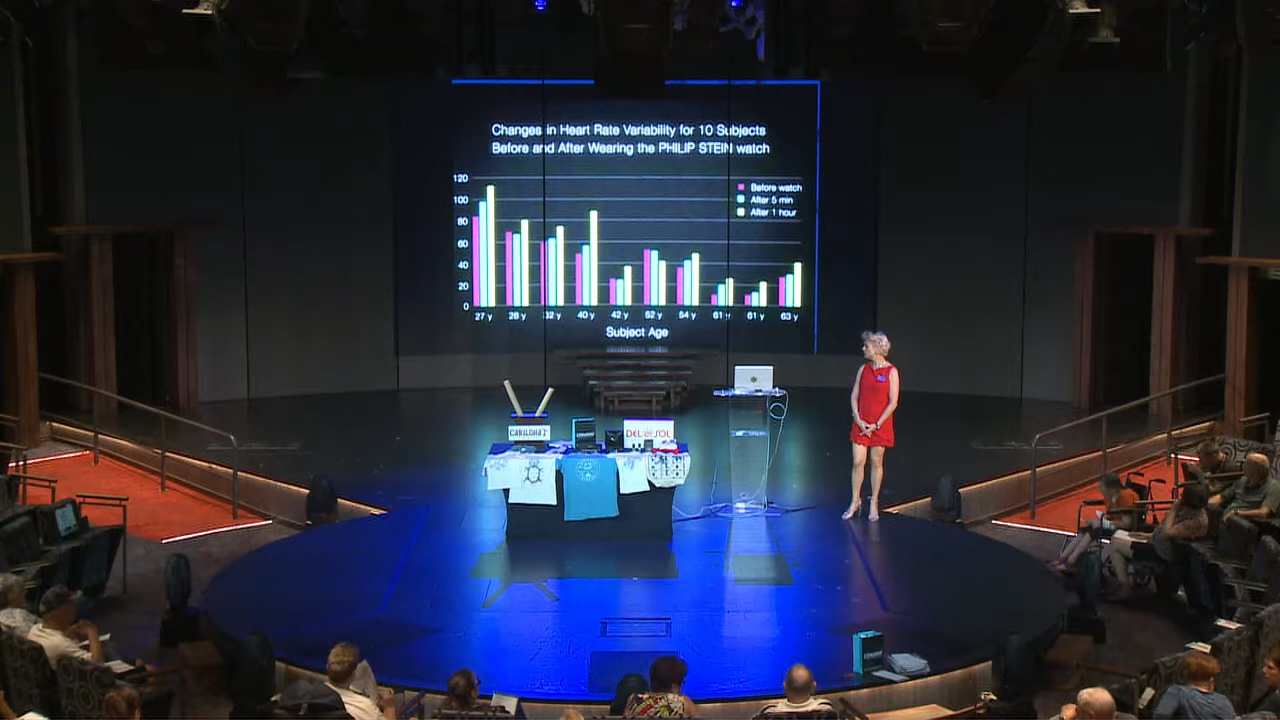 Changes in Heart Rate Variability for 10 Subjects
Before and After Wearing the PHILIP STEIN watch
120
100
80
60
40
20
0
Before watch
After 5 min
After 1 hour
27 y
28 y
32 y
40 y
42 y
52 y
54 y
61 y
61 y
63 y
Subject Age
CARILOHA
DEL SOL